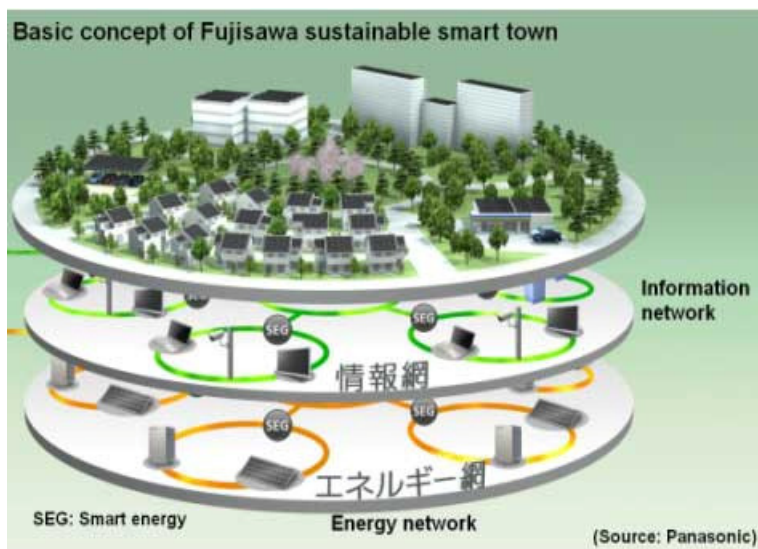 Basic concept of Fujisawa sustainable smart town
Information
network
SEG
SEG
SEG
情報網
SEG
SEG
エネルギー網
SEG: Smart energy
Energy network
(Source: Panasonic)